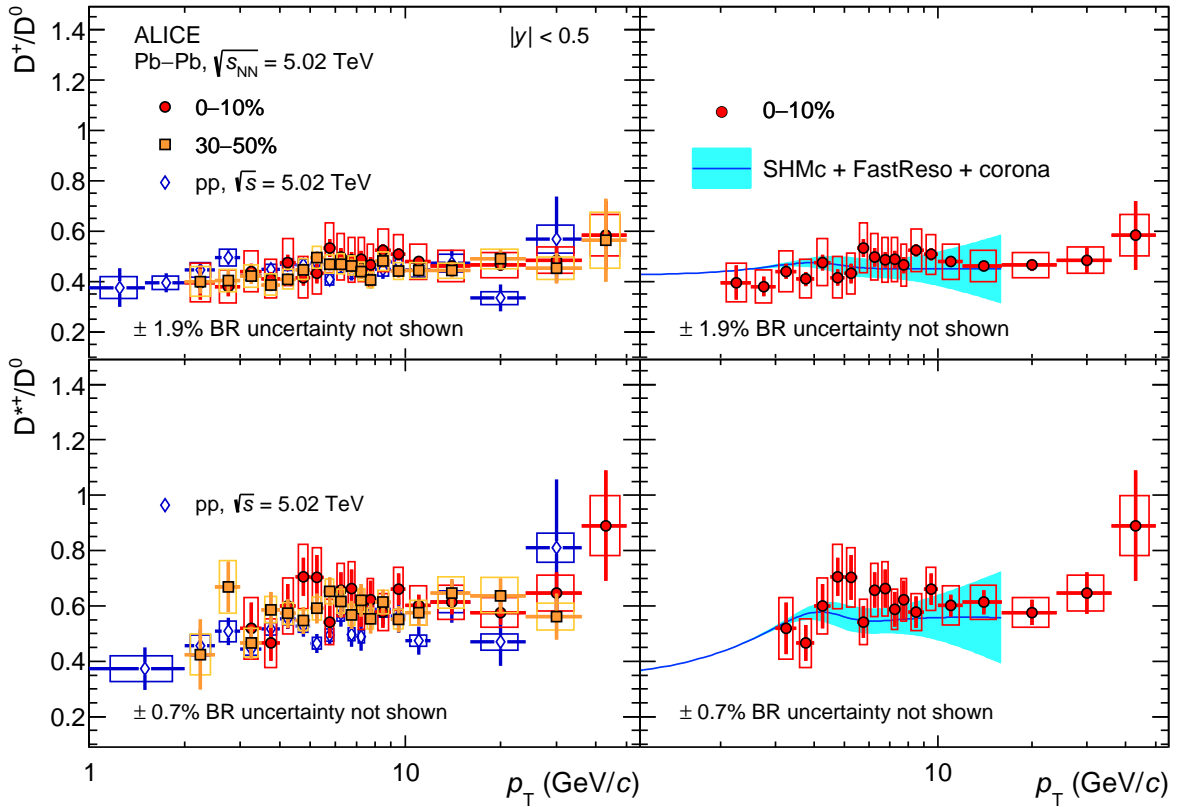 D⁺/D⁰
1.4
1.2
1
0.8
0.6
0.4
0.2
ALICE
|y| < 0.5
Pb−Pb, √s_NN = 5.02 TeV
0−10%
30−50%
pp, √s = 5.02 TeV
± 1.9% BR uncertainty not shown
0−10%
SHMc + FastReso + corona
± 1.9% BR uncertainty not shown
D*⁺/D⁰
1.4
1.2
1
0.8
0.6
0.4
0.2
pp, √s = 5.02 TeV
± 0.7% BR uncertainty not shown
± 0.7% BR uncertainty not shown
1
10
p_T (GeV/c)
10
p_T (GeV/c)